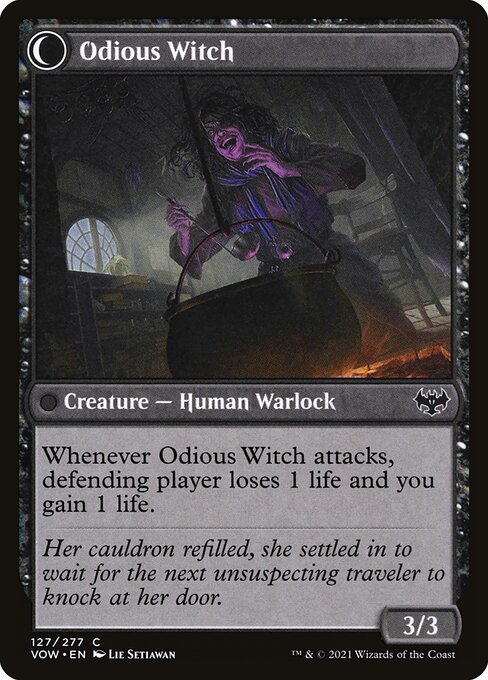 Odious Witch
Creature — Human Warlock
Whenever Odious Witch attacks,
defending player loses 1 life and you
gain 1 life.
Her cauldron refilled, she settled in to
wait for the next unsuspecting traveler to
knock at her door.
3/3
127/277 C
VOW • EN Lie Setiawan
™ & © 2021 Wizards of the Coast